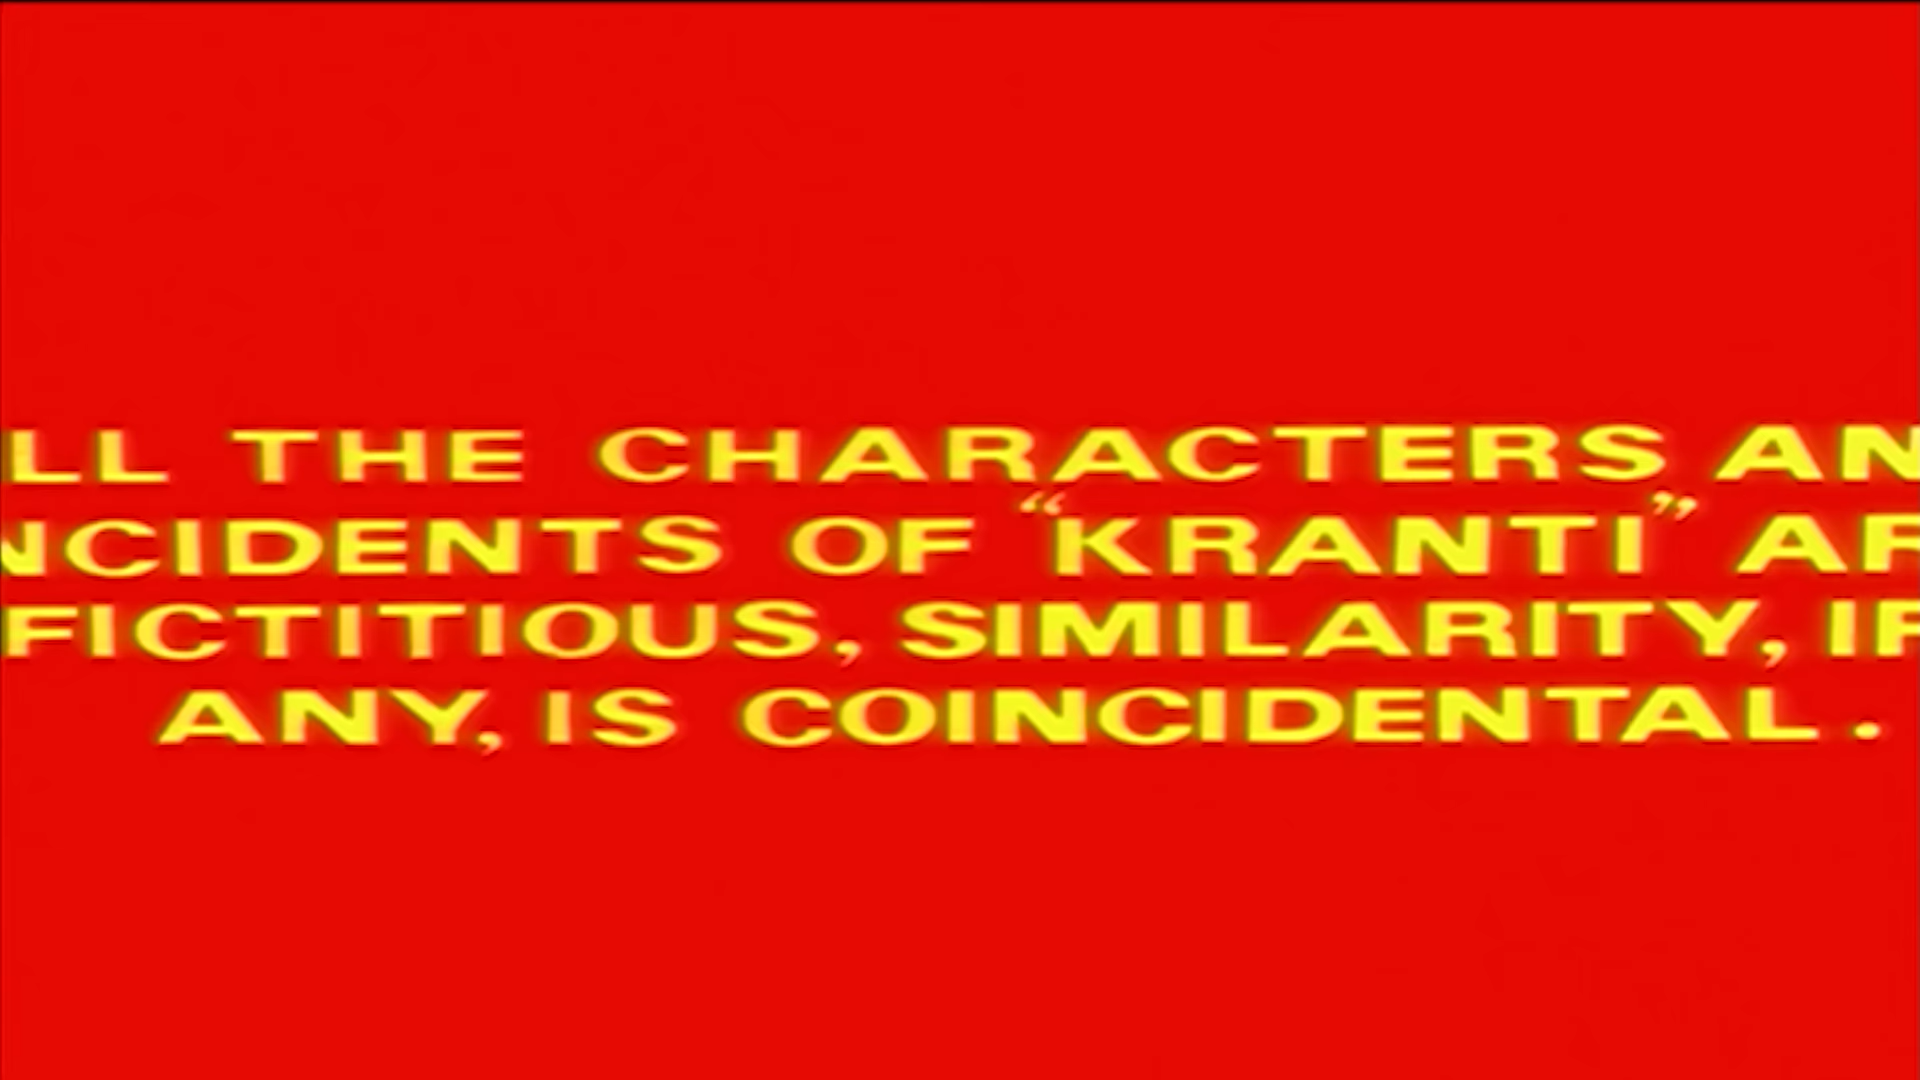 LL THE CHARACTERS AN
NCIDENTS OF “KRANTI” AR
FICTITIOUS, SIMILARITY, IF
ANY, IS COINCIDENTAL.